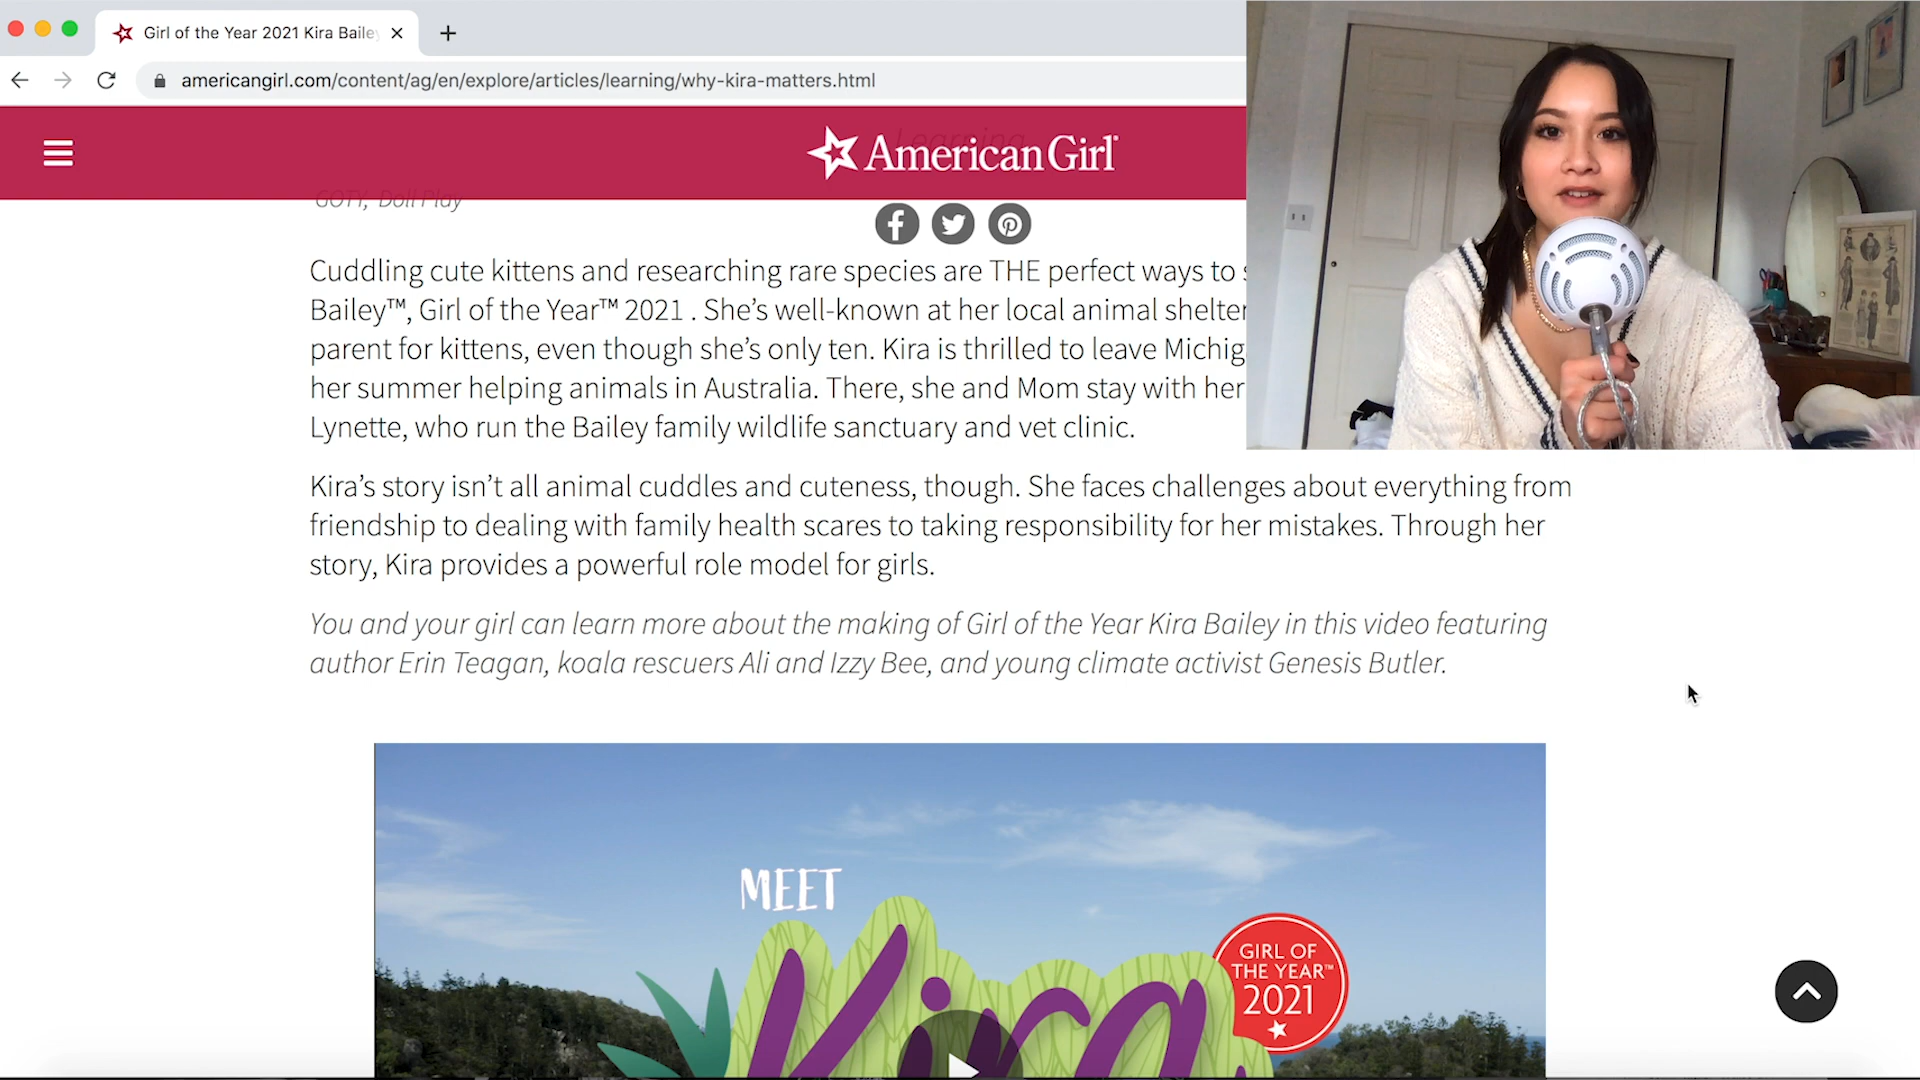 Girl of the Year 2021 Kira Baile
americangirl.com/content/ag/en/explore/articles/learning/why-kira-matters.html
Learning
American Girl
GOTY, Doll Play
Cuddling cute kittens and researching rare species are THE perfect ways to s
Bailey™, Girl of the Year™ 2021 . She’s well-known at her local animal shelter
parent for kittens, even though she’s only ten. Kira is thrilled to leave Michig
her summer helping animals in Australia. There, she and Mom stay with her
Lynette, who run the Bailey family wildlife sanctuary and vet clinic.
Kira’s story isn’t all animal cuddles and cuteness, though. She faces challenges about everything from
friendship to dealing with family health scares to taking responsibility for her mistakes. Through her
story, Kira provides a powerful role model for girls.
You and your girl can learn more about the making of Girl of the Year Kira Bailey in this video featuring
author Erin Teagan, koala rescuers Ali and Izzy Bee, and young climate activist Genesis Butler.
MEET
Kira
GIRL OF
THE YEAR™
2021